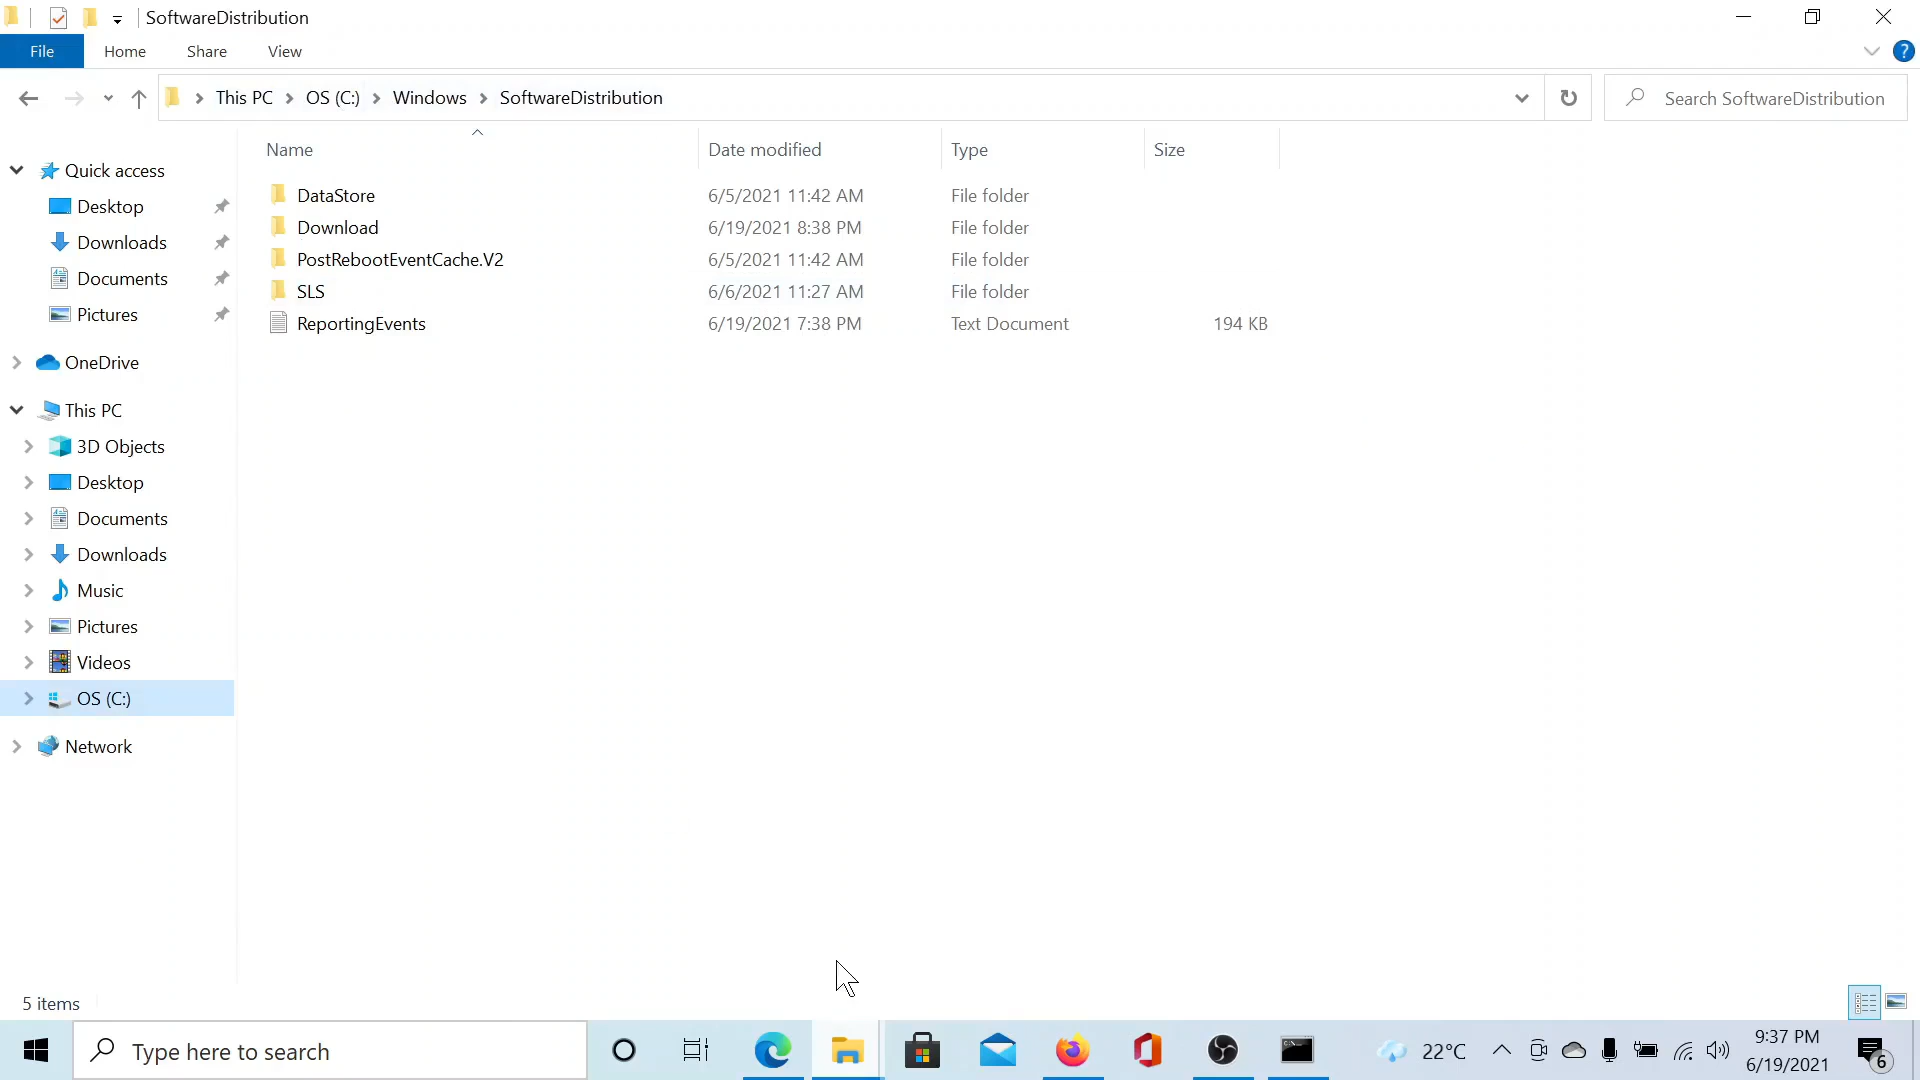 SoftwareDistribution
File Home Share View
This PC OS (C:) Windows SoftwareDistribution
Search SoftwareDistribution
Name Date modified Type Size
DataStore 6/5/2021 11:42 AM File folder
Download 6/19/2021 8:38 PM File folder
PostRebootEventCache.V2 6/5/2021 11:42 AM File folder
SLS 6/6/2021 11:27 AM File folder
ReportingEvents 6/19/2021 7:38 PM Text Document 194 KB
Quick access
Desktop
Downloads
Documents
Pictures
OneDrive
This PC
3D Objects
Desktop
Documents
Downloads
Music
Pictures
Videos
OS (C:)
Network
5 items
Type here to search
22°C
9:37 PM
6/19/2021
6